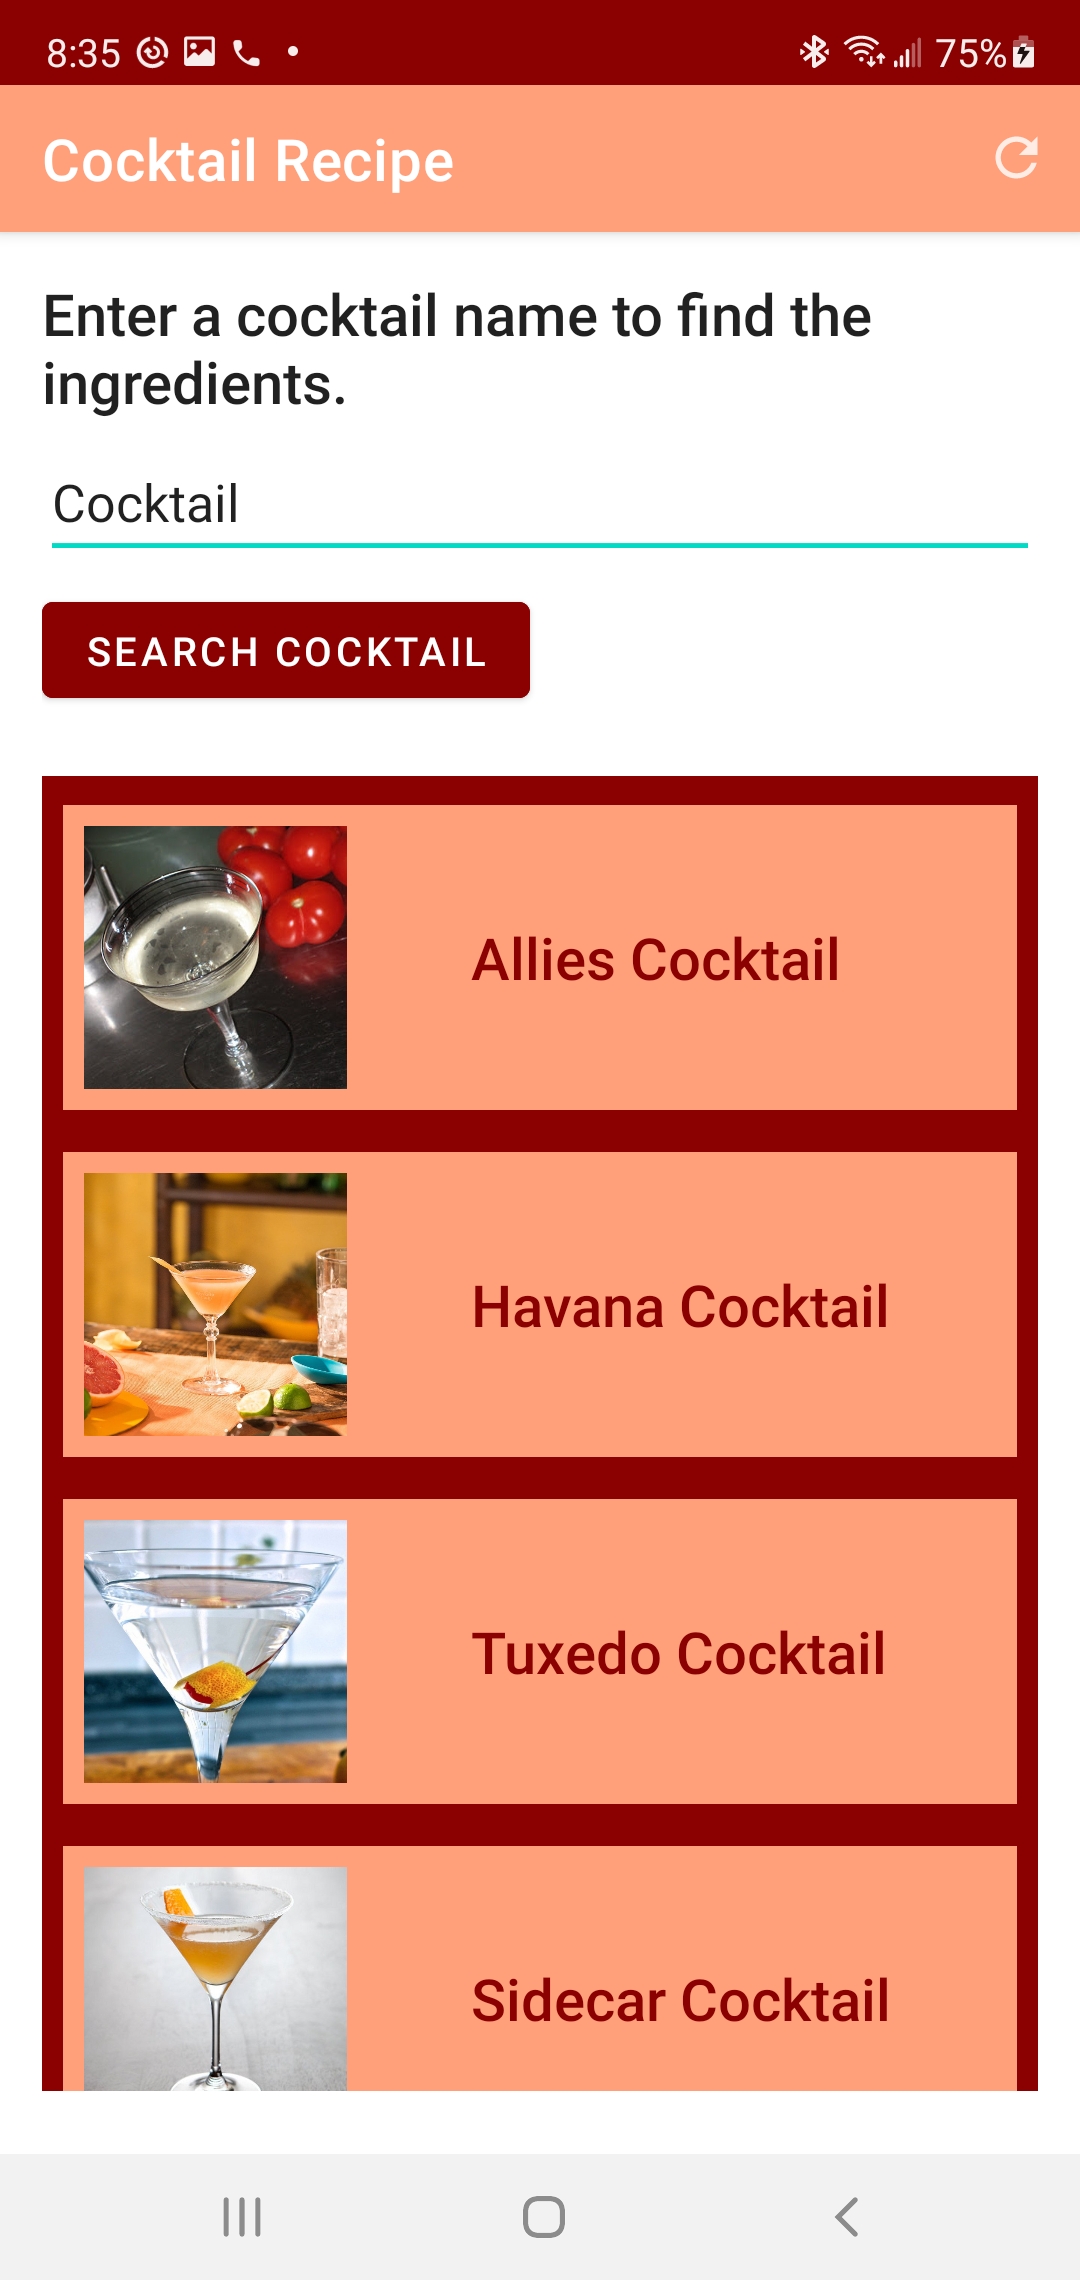 8:35
75%
Cocktail Recipe
Enter a cocktail name to find the
ingredients.
Cocktail
SEARCH COCKTAIL
Allies Cocktail
Havana Cocktail
Tuxedo Cocktail
Sidecar Cocktail